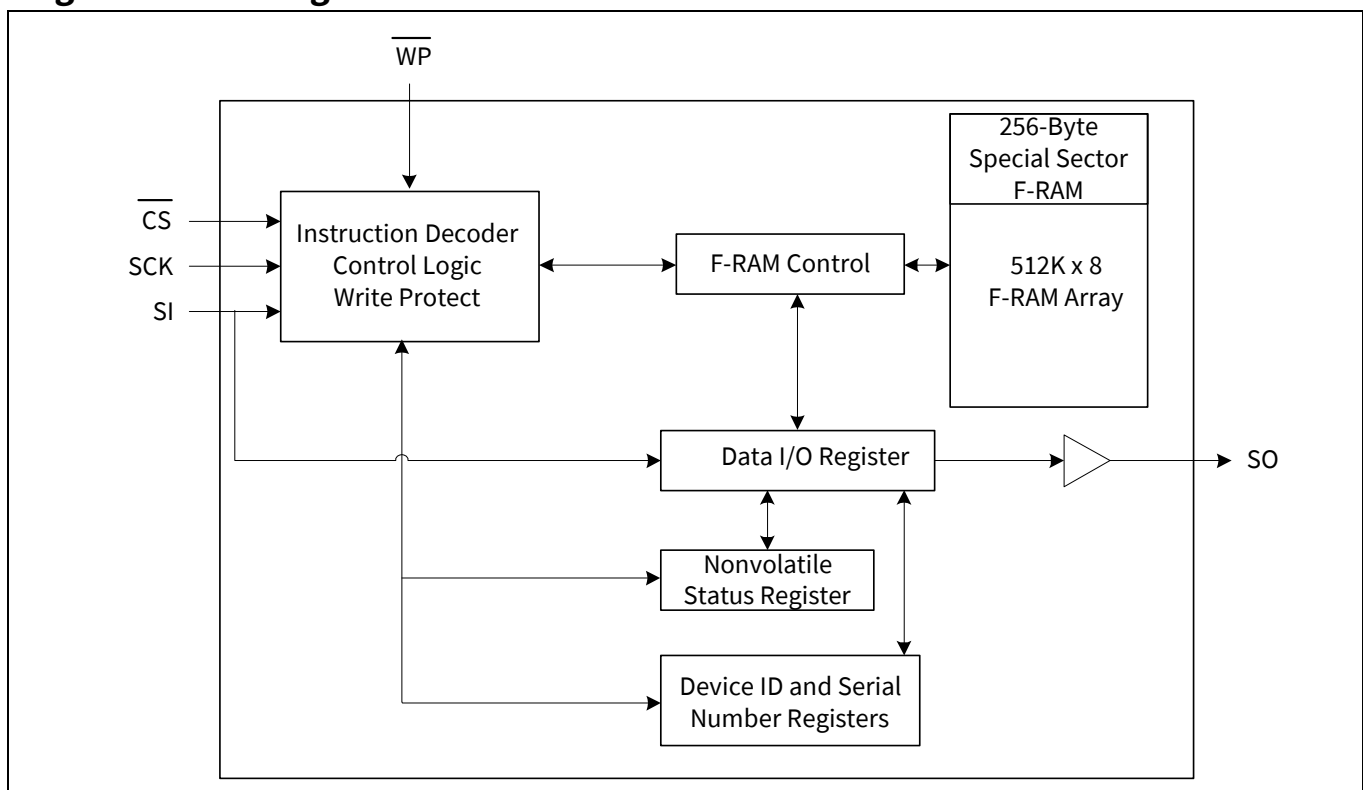 WP
256-Byte
Special Sector
F-RAM
CS
SCK
SI
Instruction Decoder
Control Logic
Write Protect
F-RAM Control
512K x 8
F-RAM Array
Data I/O Register
SO
Nonvolatile
Status Register
Device ID and Serial
Number Registers